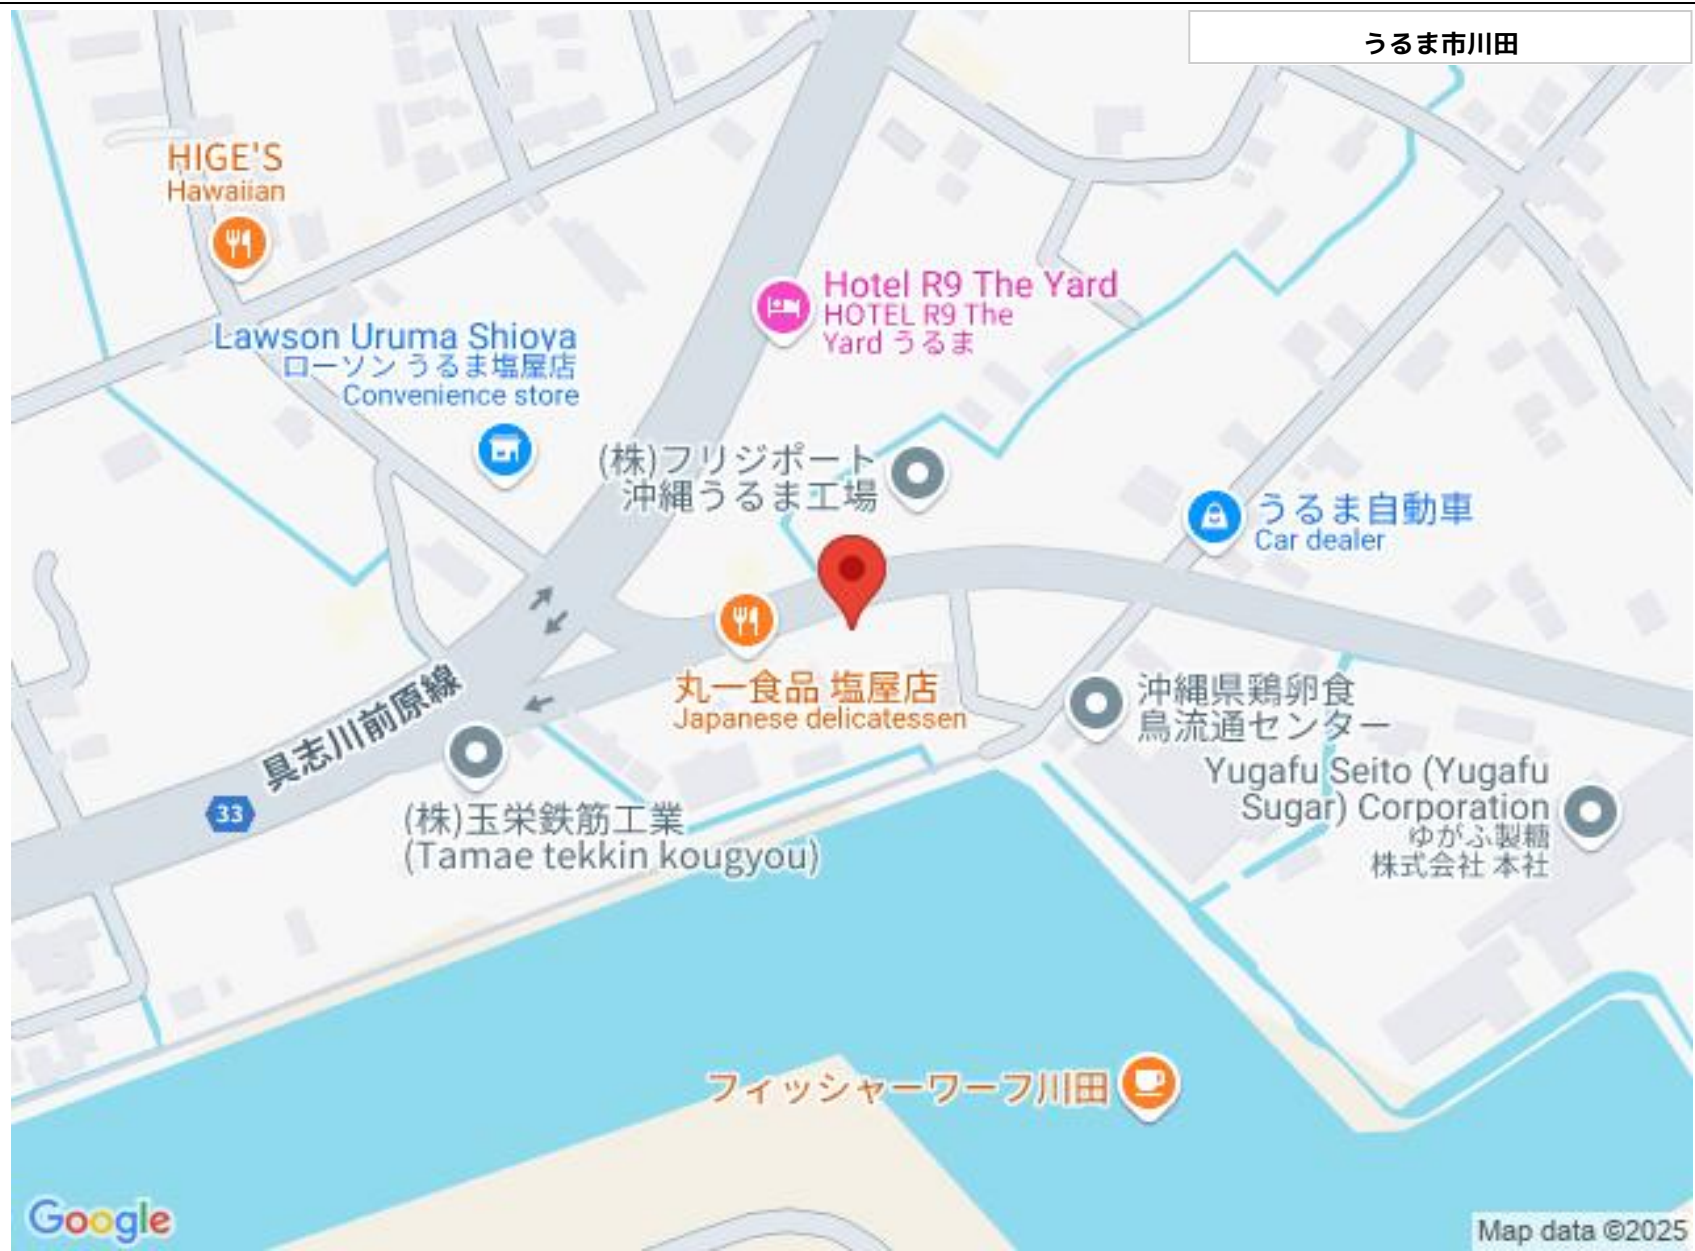 うるま市川田
HIGE'S
Hawaiian
Hotel R9 The Yard
HOTEL R9 The
Yard うるま
Lawson Uruma Shioya
ローソン うるま塩屋店
Convenience store
(株)フリジポート
沖縄うるま工場
うるま自動車
Car dealer
丸一食品 塩屋店
Japanese delicatessen
沖縄県鶏卵食
鳥流通センター
具志川前原線
33
(株)玉栄鉄筋工業
(Tamae tekkin kougyou)
Yugafu Seito (Yugafu
Sugar) Corporation
ゆがふ製糖
株式会社 本社
フィッシャーワーフ川田
Google
Map data ©2025